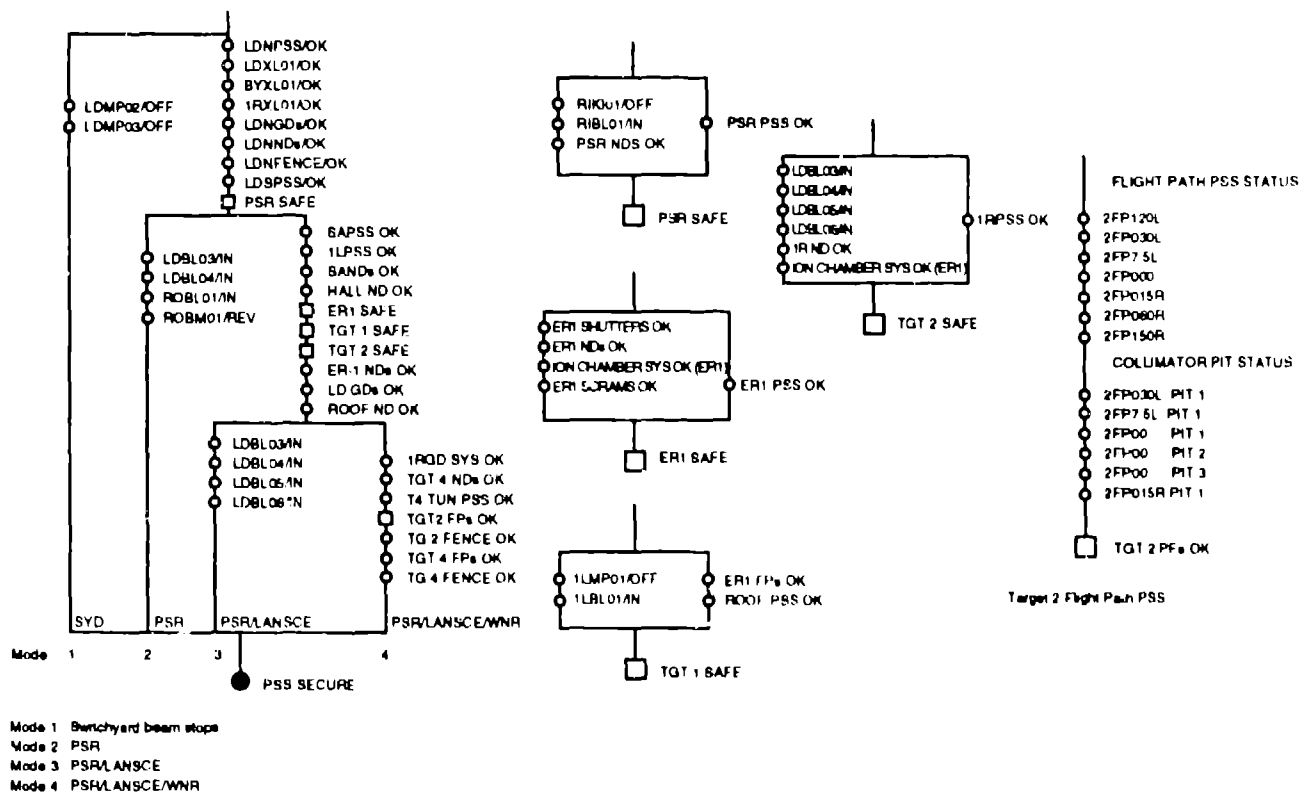 LDNPSS/OK
LDXL01/OK
BYXL01/OK
1RXL01/OK
LDNGDs/OK
LDNNDs/OK
LDNFENCE/OK
LDSPSS/OK
PSR SAFE
LDMP02/OFF
LDMP03/OFF
LDBL03/IN
LDBL04/IN
ROBL01/IN
ROBM01/REV
SAPSS OK
1LPSS OK
SANDs OK
HALL ND OK
ER1 SAFE
TGT 1 SAFE
TGT 2 SAFE
ER-1 NDs OK
LD GDs OK
ROOF ND OK
LDBL03/IN
LDBL04/IN
LDBL05/IN
LDBL06/IN
1RGD SYS OK
TGT 4 NDs OK
T4 TUN PSS OK
TGT2 FPs OK
TG 2 FENCE OK
TGT 4 FPs OK
TG 4 FENCE OK
SYD
PSR
PSR/LANSCE
PSR/LANSCE/WNR
Mode 1 2 3 4
PSS SECURE
Mode 1 Switchyard beam stops
Mode 2 PSR
Mode 3 PSR/LANSCE
Mode 4 PSR/LANSCE/WNR
RIKI01/OFF
RIBL01/IN
PSR NDS OK
PSR PSS OK
PSR SAFE
ER1 SHUTTERS OK
ER1 NDs OK
ION CHAMBER SYS OK (ER1)
ER1 SCRAMS OK
ER1 PSS OK
ER1 SAFE
1LMP01/OFF
1LBL01/IN
ER1 FPs OK
ROOF PSS OK
TGT 1 SAFE
LDBL03/IN
LDBL04/IN
LDBL05/IN
LDBL06/IN
1R ND OK
ION CHAMBER SYS OK (ER1)
1RPSS OK
TGT 2 SAFE
FLIGHT PATH PSS STATUS
2FP120L
2FP030L
2FP7.5L
2FP000
2FP015R
2FP060R
2FP150R
COLUMATOR PIT STATUS
2FP030L PIT 1
2FP7.5L PIT 1
2FP00 PIT 1
2FP00 PIT 2
2FP00 PIT 3
2FP015R PIT 1
TGT 2 PFs OK
Target 2 Flight Path PSS